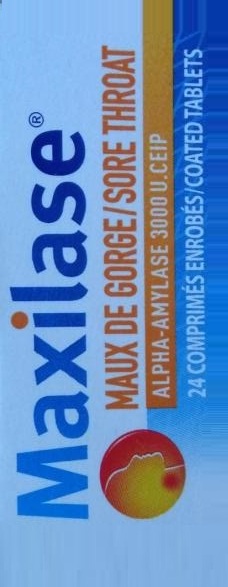 Maxilase®
MAUX DE GORGE/SORE THROAT
ALPHA-AMYLASE 3000 U.CEIP
24 COMPRIMÉS ENROBÉS/COATED TABLETS